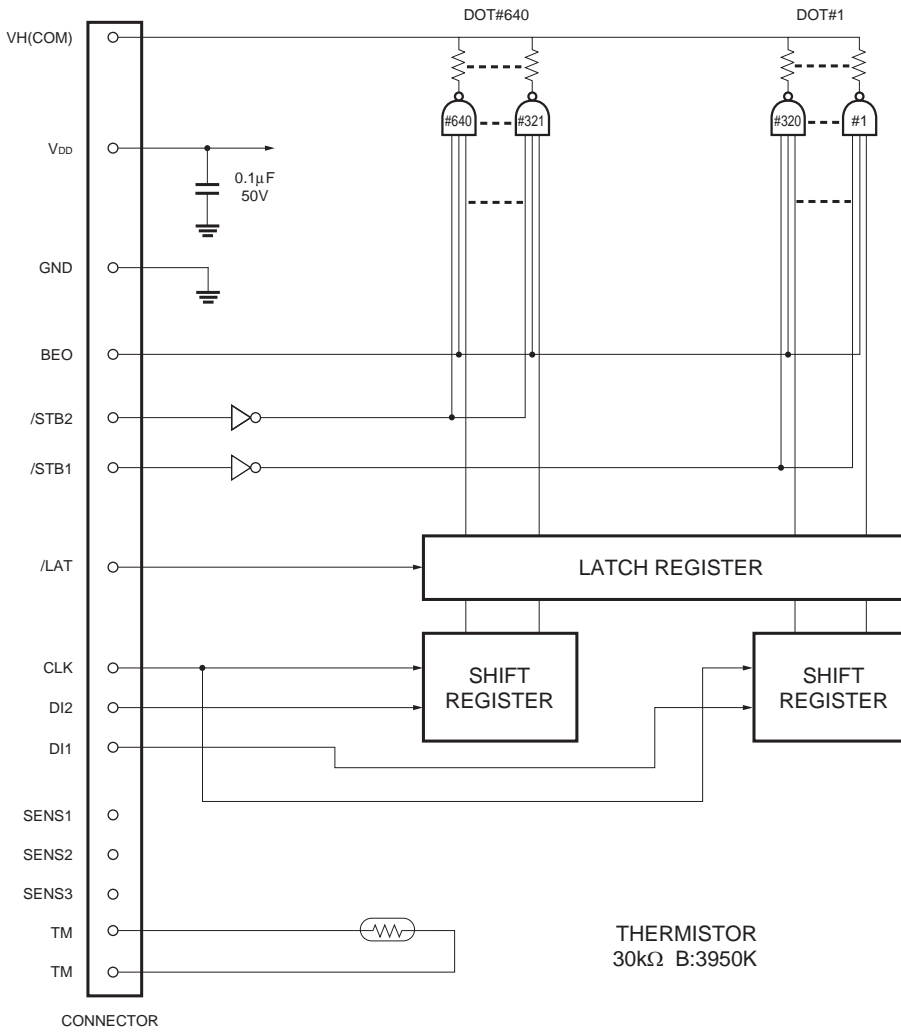 DOT#640
DOT#1
VH(COM)
#640
#321
#320
#1
VDD
0.1μF
50V
GND
BEO
/STB2
/STB1
/LAT
LATCH REGISTER
CLK
SHIFT
REGISTER
SHIFT
REGISTER
DI2
DI1
SENS1
SENS2
SENS3
TM
THERMISTOR
30kΩ B:3950K
TM
CONNECTOR